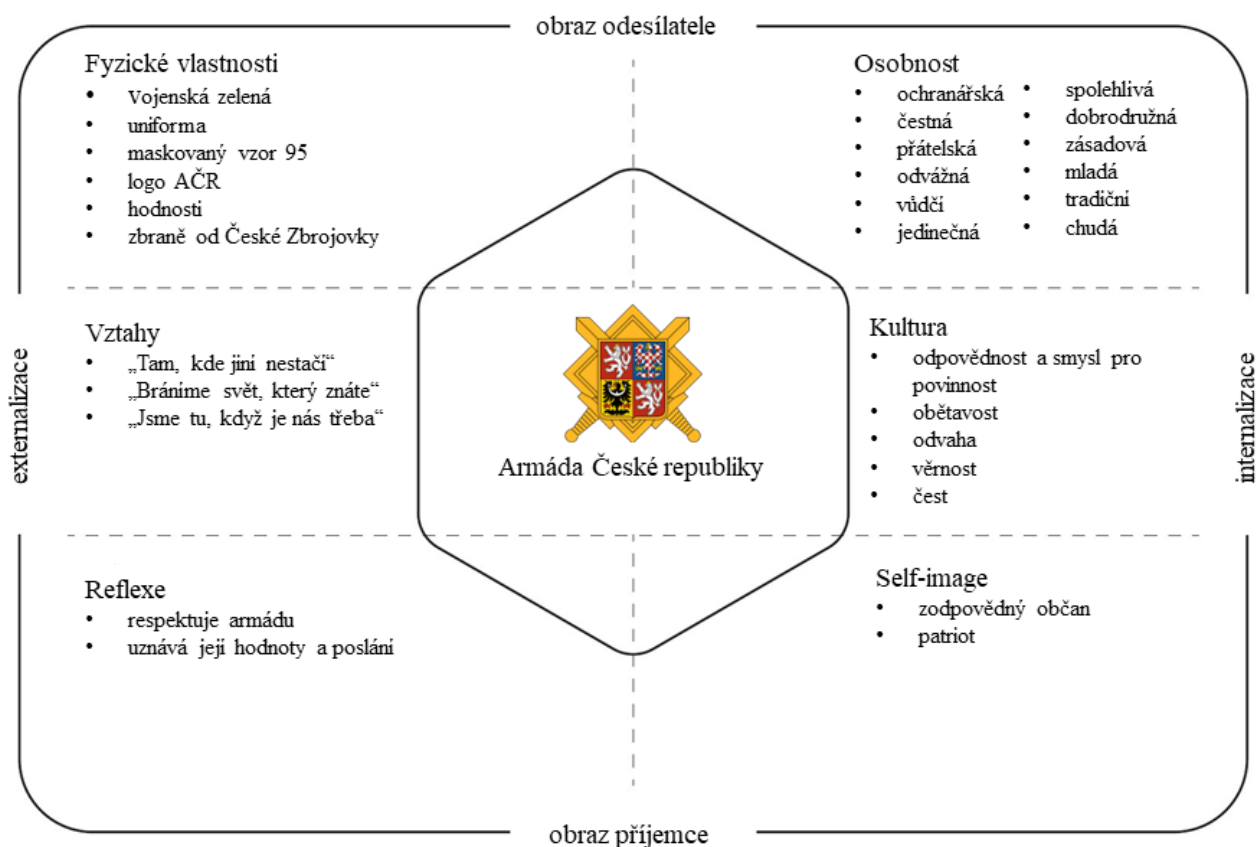 obraz odesílatele
Fyzické vlastnosti
• Vojenská zelená
• uniforma
• maskovaný vzor 95
• logo AČR
• hodnosti
• zbraně od České Zbrojovky
Osobnost
• ochranářská
• čestná
• přátelská
• odvážná
• vůdčí
• jedinečná
• spolehlivá
• dobrodružná
• zásadová
• mladá
• tradiční
• chudá
externalizace
Vztahy
• „Tam, kde jiní nestačí“
• „Bráníme svět, který znáte“
• „Jsme tu, když je nás třeba“
Armáda České republiky
Kultura
• odpovědnost a smysl pro
povinnost
• obětavost
• odvaha
• věrnost
• čest
internalizace
Reflexe
• respektuje armádu
• uznává její hodnoty a poslání
Self-image
• zodpovědný občan
• patriot
obraz příjemce